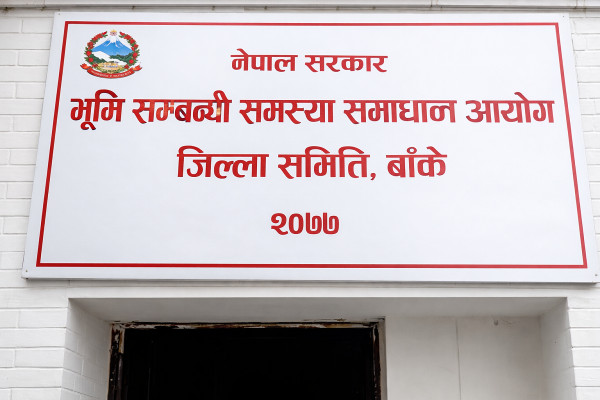 नेपाल सरकार
भूमि सम्बन्धी समस्या समाधान आयोग
जिल्ला समिति, बाँके
२०७७